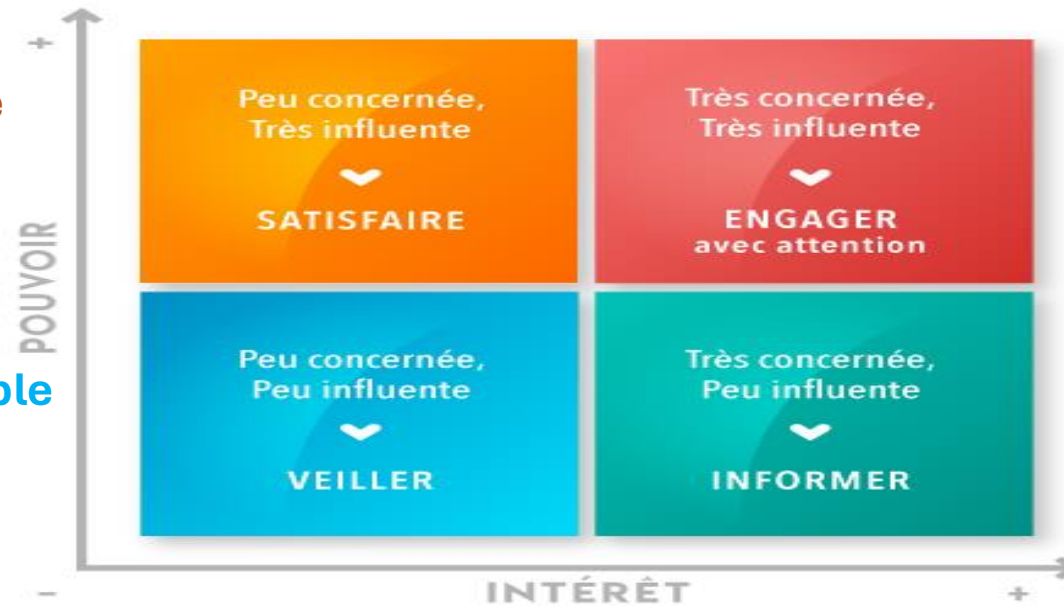 +
POUVOIR
Peu concernée,
Très influente
SATISFAIRE
Très concernée,
Très influente
ENGAGER
avec attention
Peu concernée,
Peu influente
VEILLER
Très concernée,
Peu influente
INFORMER
-
INTÉRÊT
+